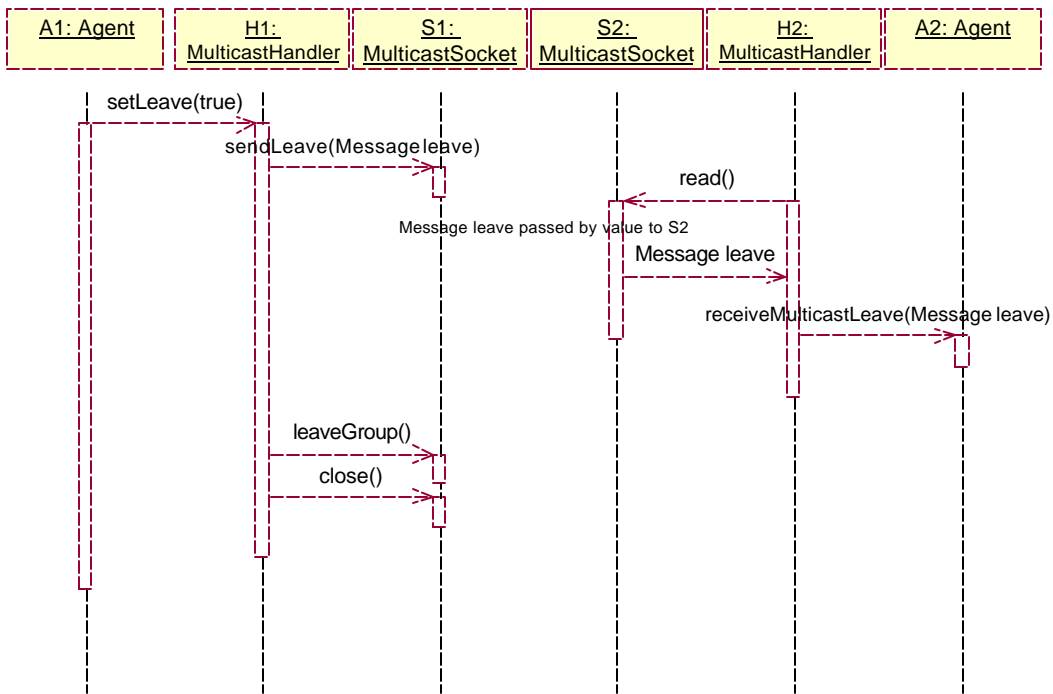 A1: Agent
H1:
MulticastHandler
S1:
MulticastSocket
S2:
MulticastSocket
H2:
MulticastHandler
A2: Agent
setLeave(true)
sendLeave(Message leave)
read()
Message leave passed by value to S2
Message leave
receiveMulticastLeave(Message leave)
leaveGroup()
close()